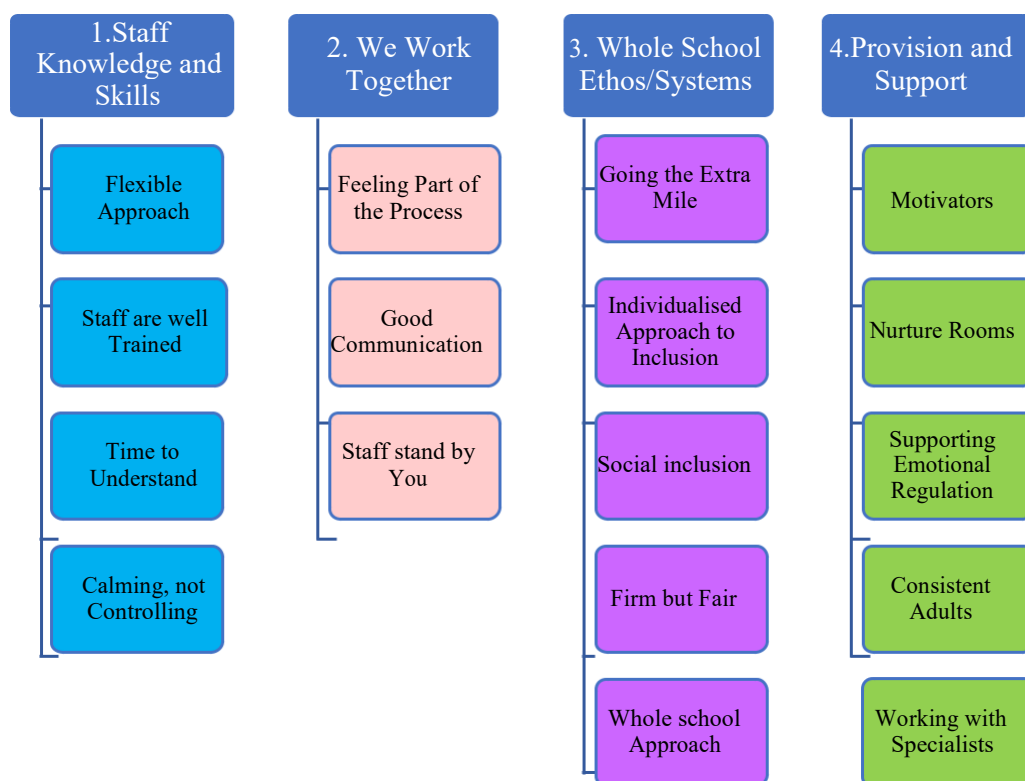 1.Staff
Knowledge and
Skills
Flexible
Approach
Staff are well
Trained
Time to
Understand
Calming, not
Controlling
2. We Work
Together
Feeling Part of
the Process
Good
Communication
Staff stand by
You
3. Whole School
Ethos/Systems
Going the Extra
Mile
Individualised
Approach to
Inclusion
Social inclusion
Firm but Fair
Whole school
Approach
4.Provision and
Support
Motivators
Nurture Rooms
Supporting
Emotional
Regulation
Consistent
Adults
Working with
Specialists